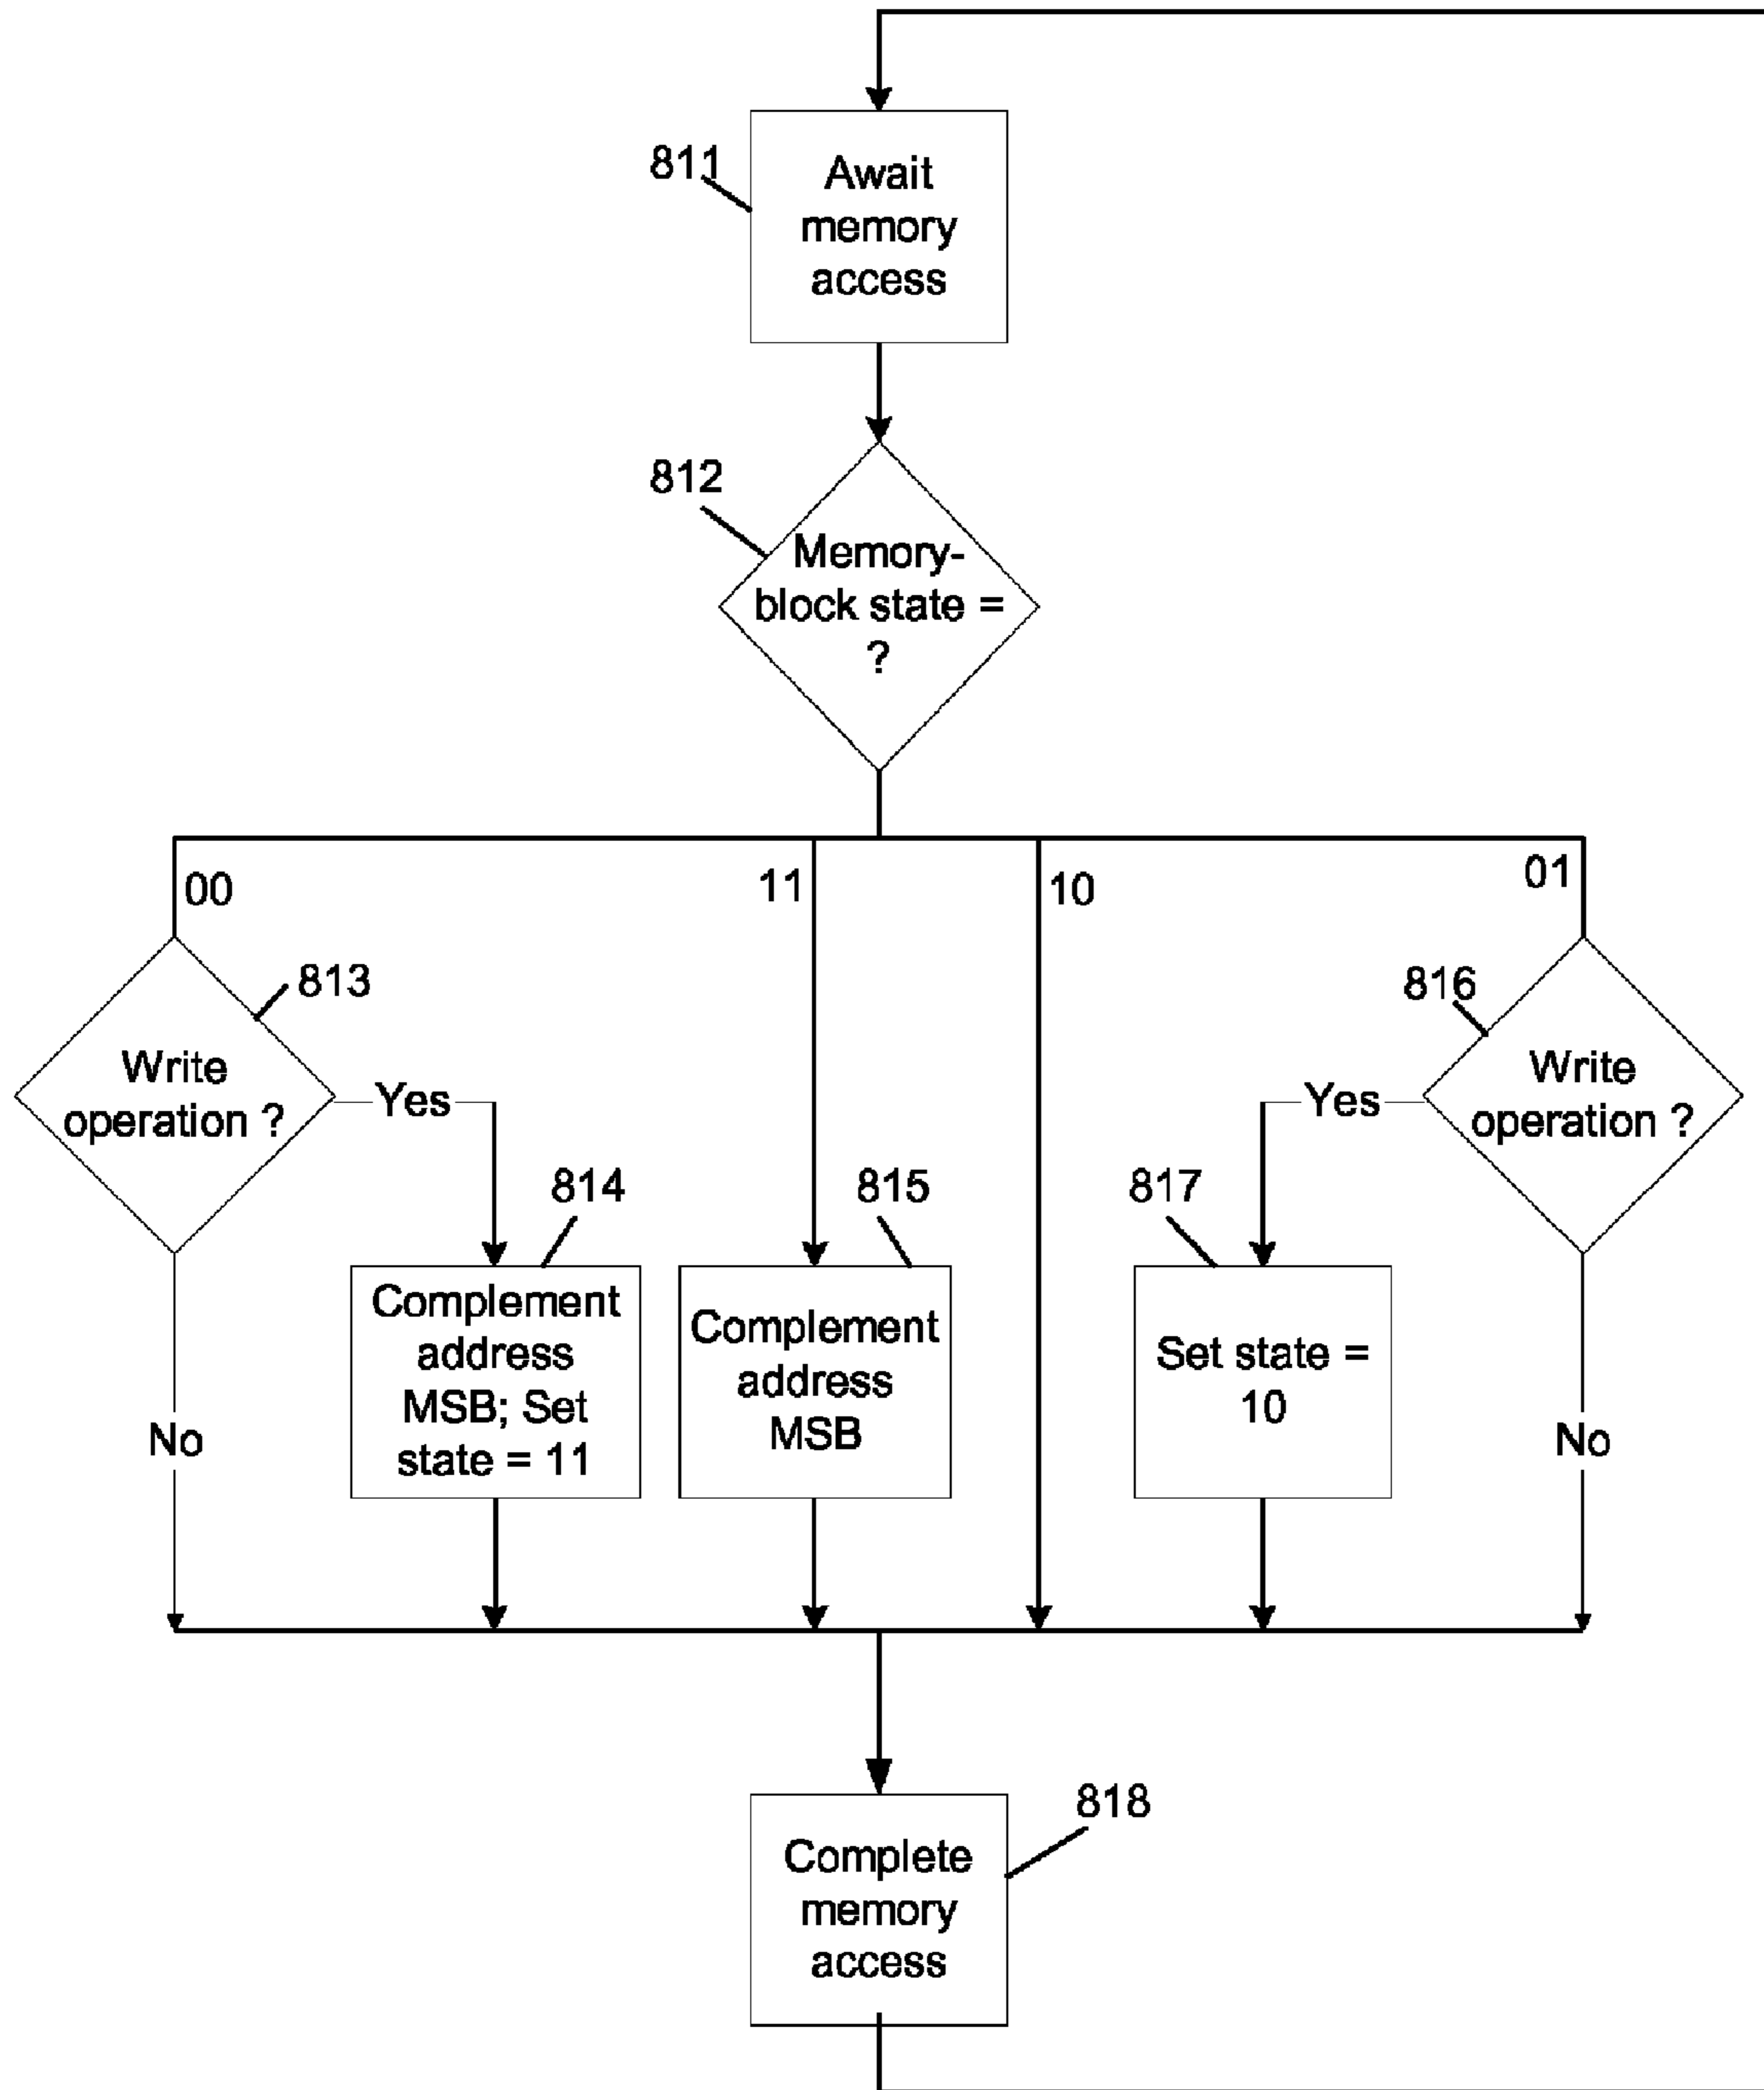 811
Await
memory
access
812
Memory-
block state =
?
00
11
10
01
813
816
Write
operation ?
Yes
Yes
Write
operation ?
814
815
817
Complement
address
MSB; Set
state = 11
Complement
address
MSB
Set state =
10
No
No
818
Complete
memory
access